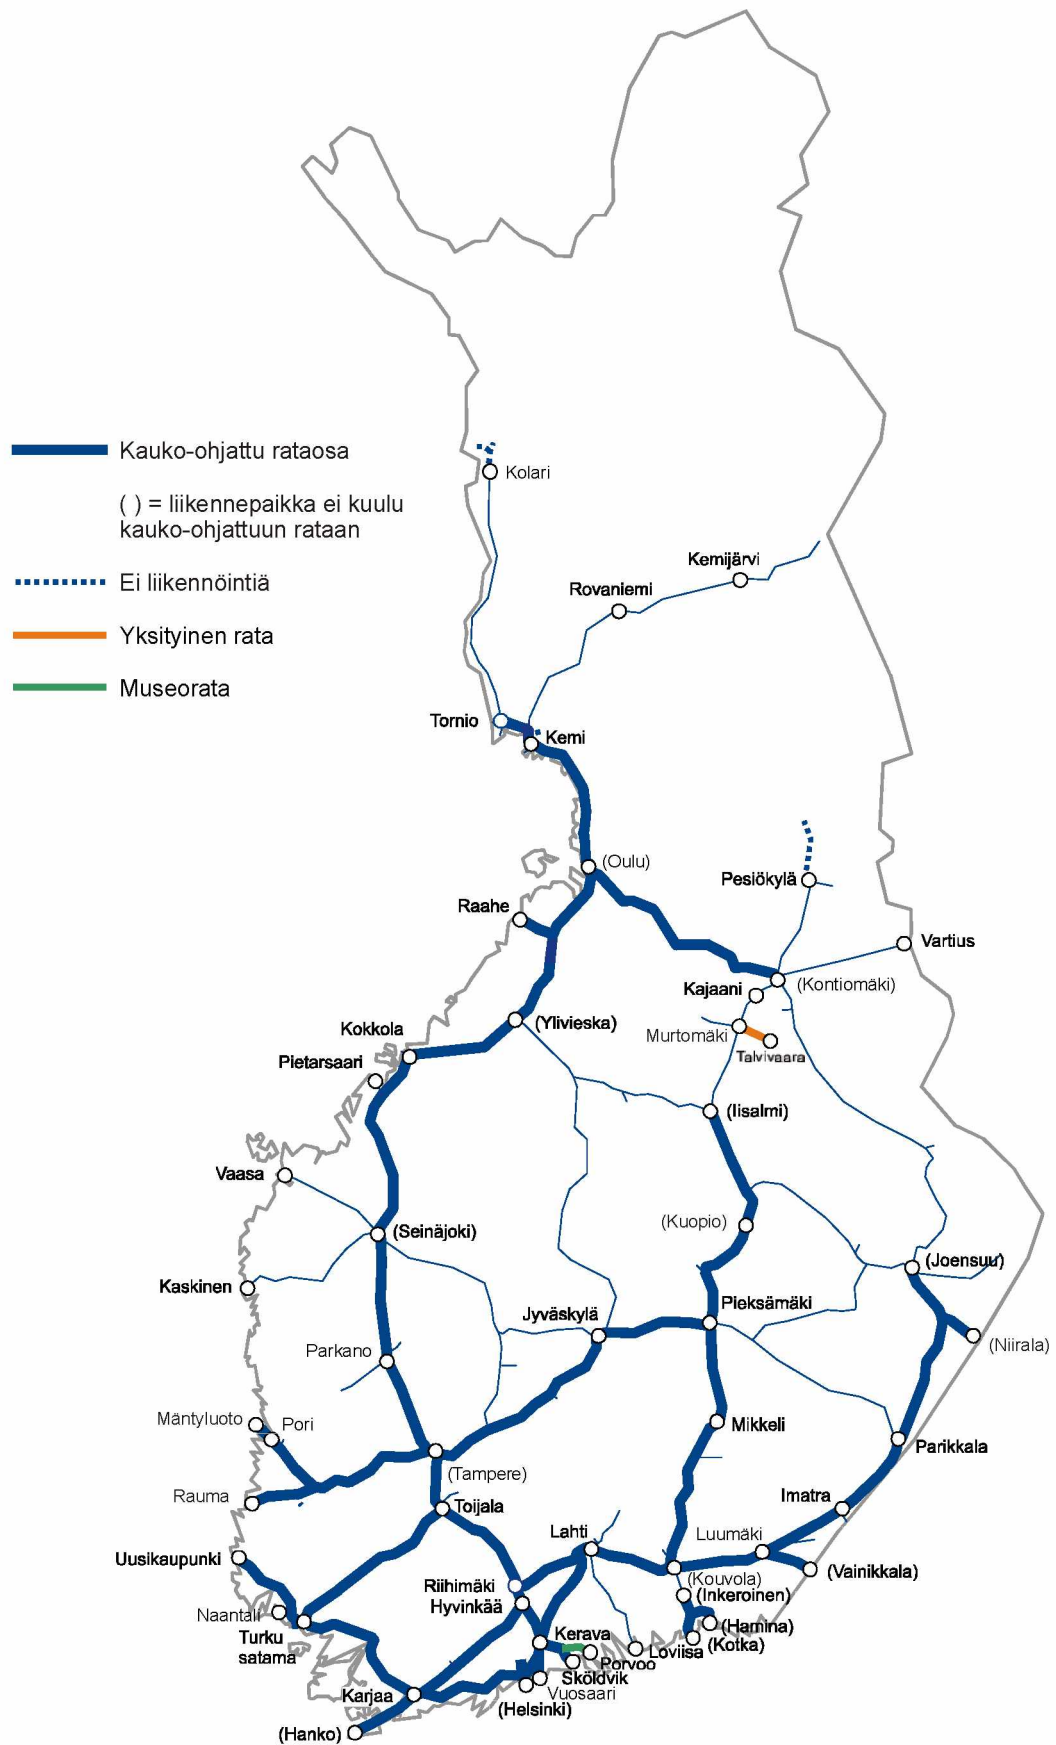 Kauko-ohjattu rataosa
( ) = liikennepaikka ei kuulu
kauko-ohjattuun rataan
Ei liikennöintiä
Yksityinen rata
Museorata
Kolari
Kemijärvi
Rovaniemi
Tornio
Kemi
(Oulu)
Pesiökylä
Raahe
Vartius
(Kontiomäki)
Kajaani
(Ylivieska)
Kokkola
Murtomäki
Talvivaara
Pietarsaari
(Iisalmi)
Vaasa
(Kuopio)
(Seinäjoki)
(Joensuu)
Kaskinen
Pieksämäki
Jyväskylä
(Niirala)
Parkano
Mäntyluoto
Pori
Mikkeli
Parikkala
(Tampere)
Rauma
Imatra
Toijala
Lahti
Luumäki
Uusikaupunki
(Kouvola)
(Vainikkala)
Riihimäki
(Inkeroinen)
Hyvinkää
Naantali
(Hamina)
Turku
satama
Kerava
(Kotka)
Loviisa
Porvoo
Sköldvik
Vuosaari
Karjaa
(Helsinki)
(Hanko)